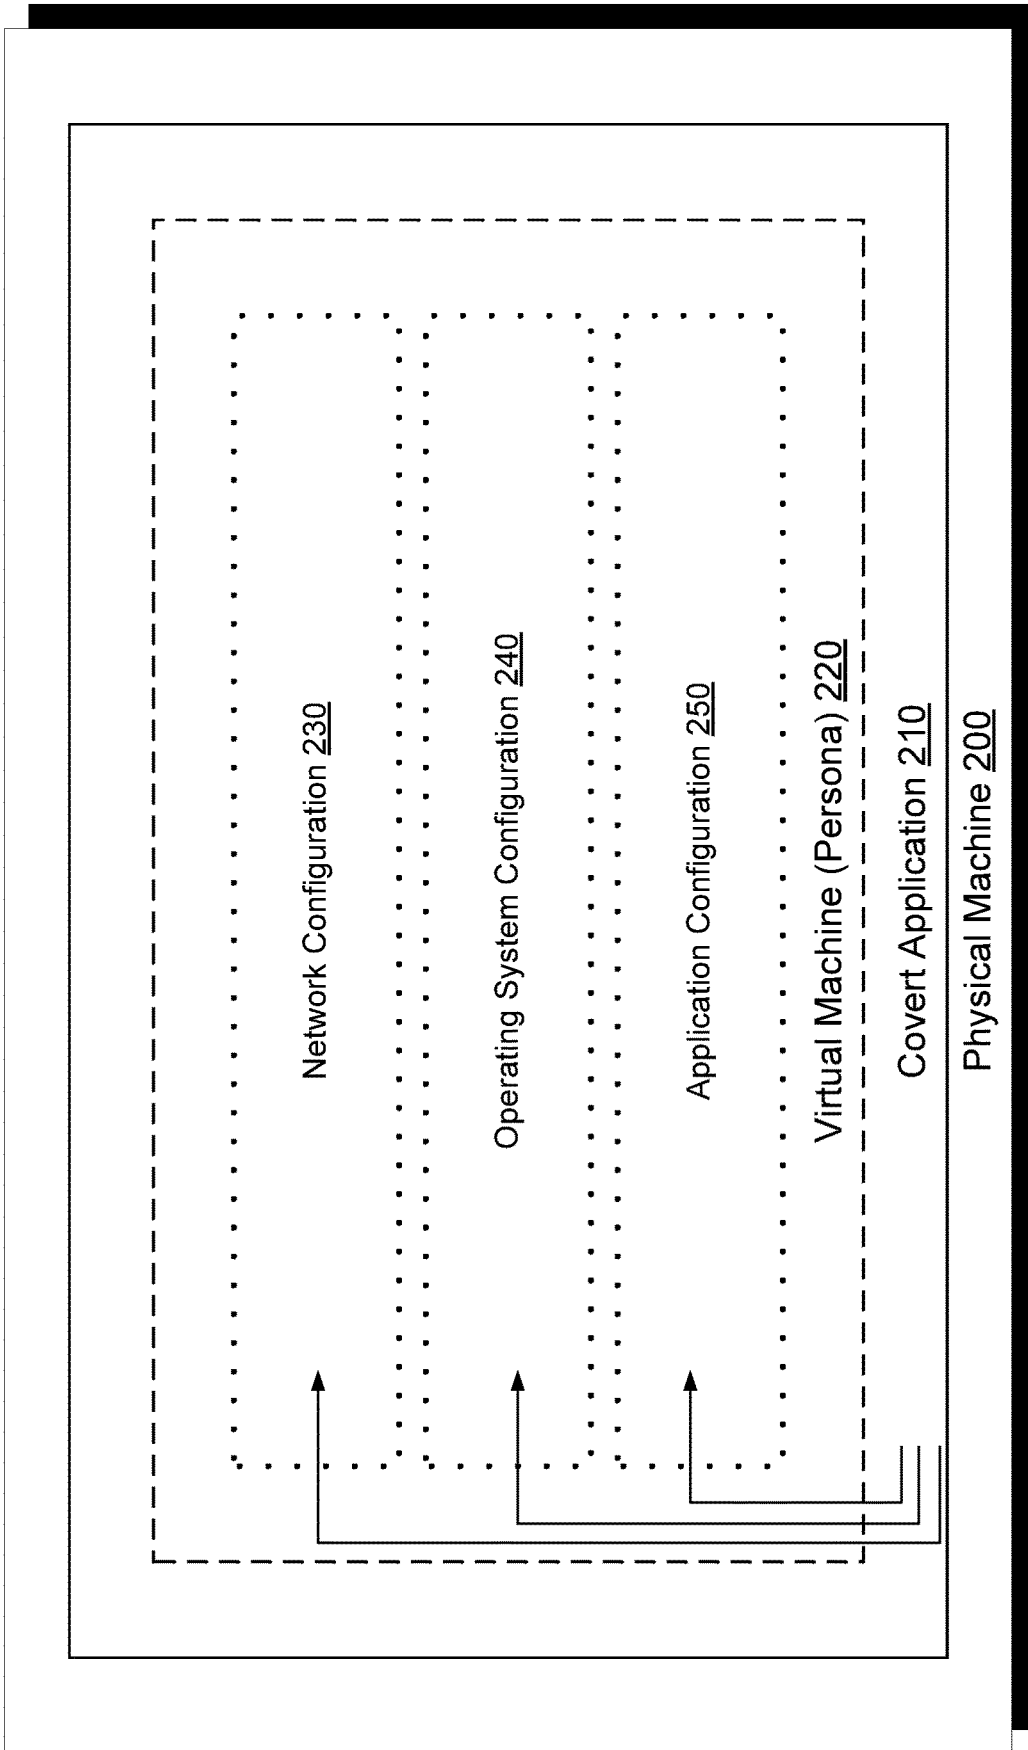 Network Configuration 230
Operating System Configuration 240
Application Configuration 250
Virtual Machine (Persona) 220
Covert Application 210
Physical Machine 200